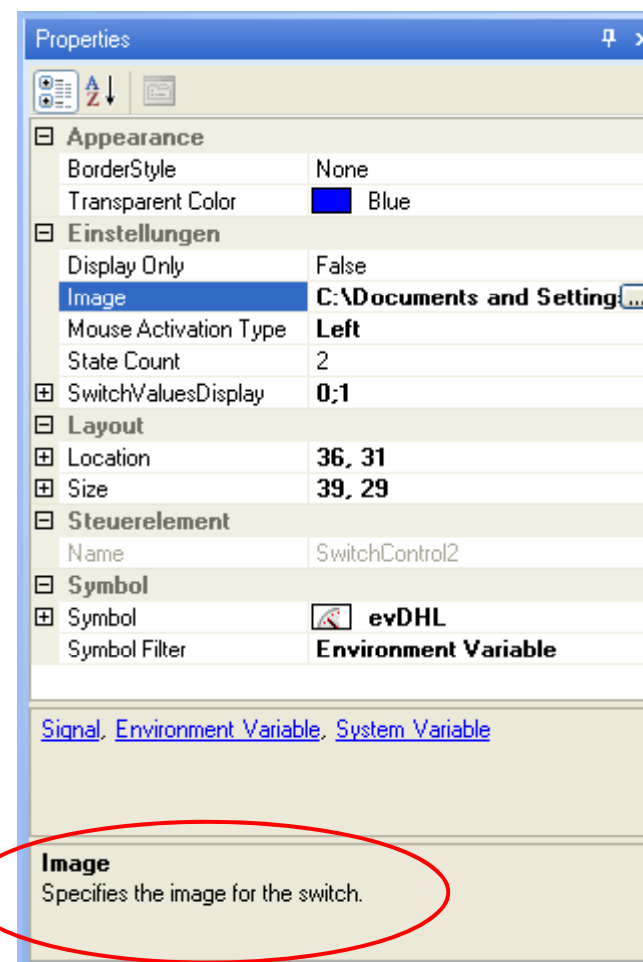 Properties
Appearance
BorderStyle None
Transparent Color Blue
Einstellungen
Display Only False
Image C:\Documents and Setting ...
Mouse Activation Type Left
State Count 2
SwitchValuesDisplay 0;1
Layout
Location 36, 31
Size 39, 29
Steuerelement
Name SwitchControl2
Symbol
Symbol evDHL
Symbol Filter Environment Variable
Signal, Environment Variable, System Variable
Image
Specifies the image for the switch.